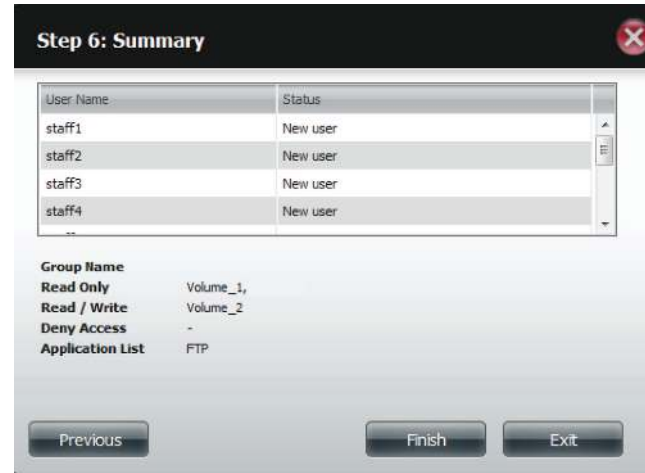 Step 6: Summary
User Name Status
staff1 New user
staff2 New user
staff3 New user
staff4 New user
Group Name
Read Only Volume_1,
Read / Write Volume_2
Deny Access -
Application List FTP
Previous Finish Exit